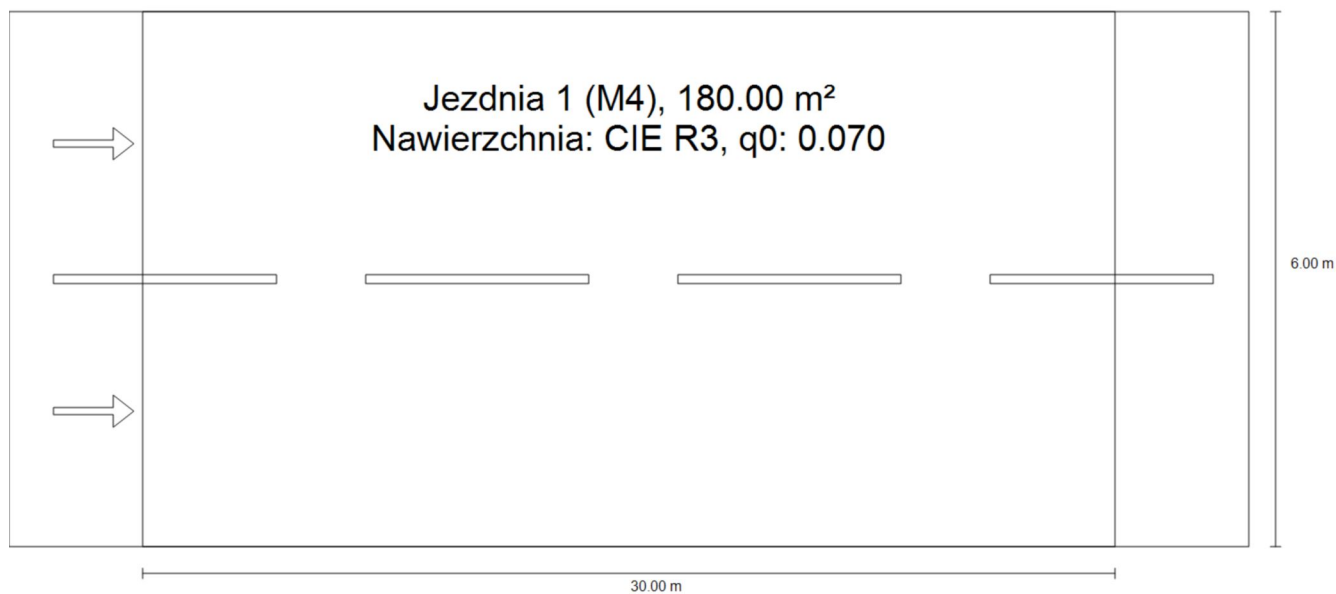 Jezdnia 1 (M4), 180.00 m²
Nawierzchnia: CIE R3, q0: 0.070
6.00 m
30.00 m